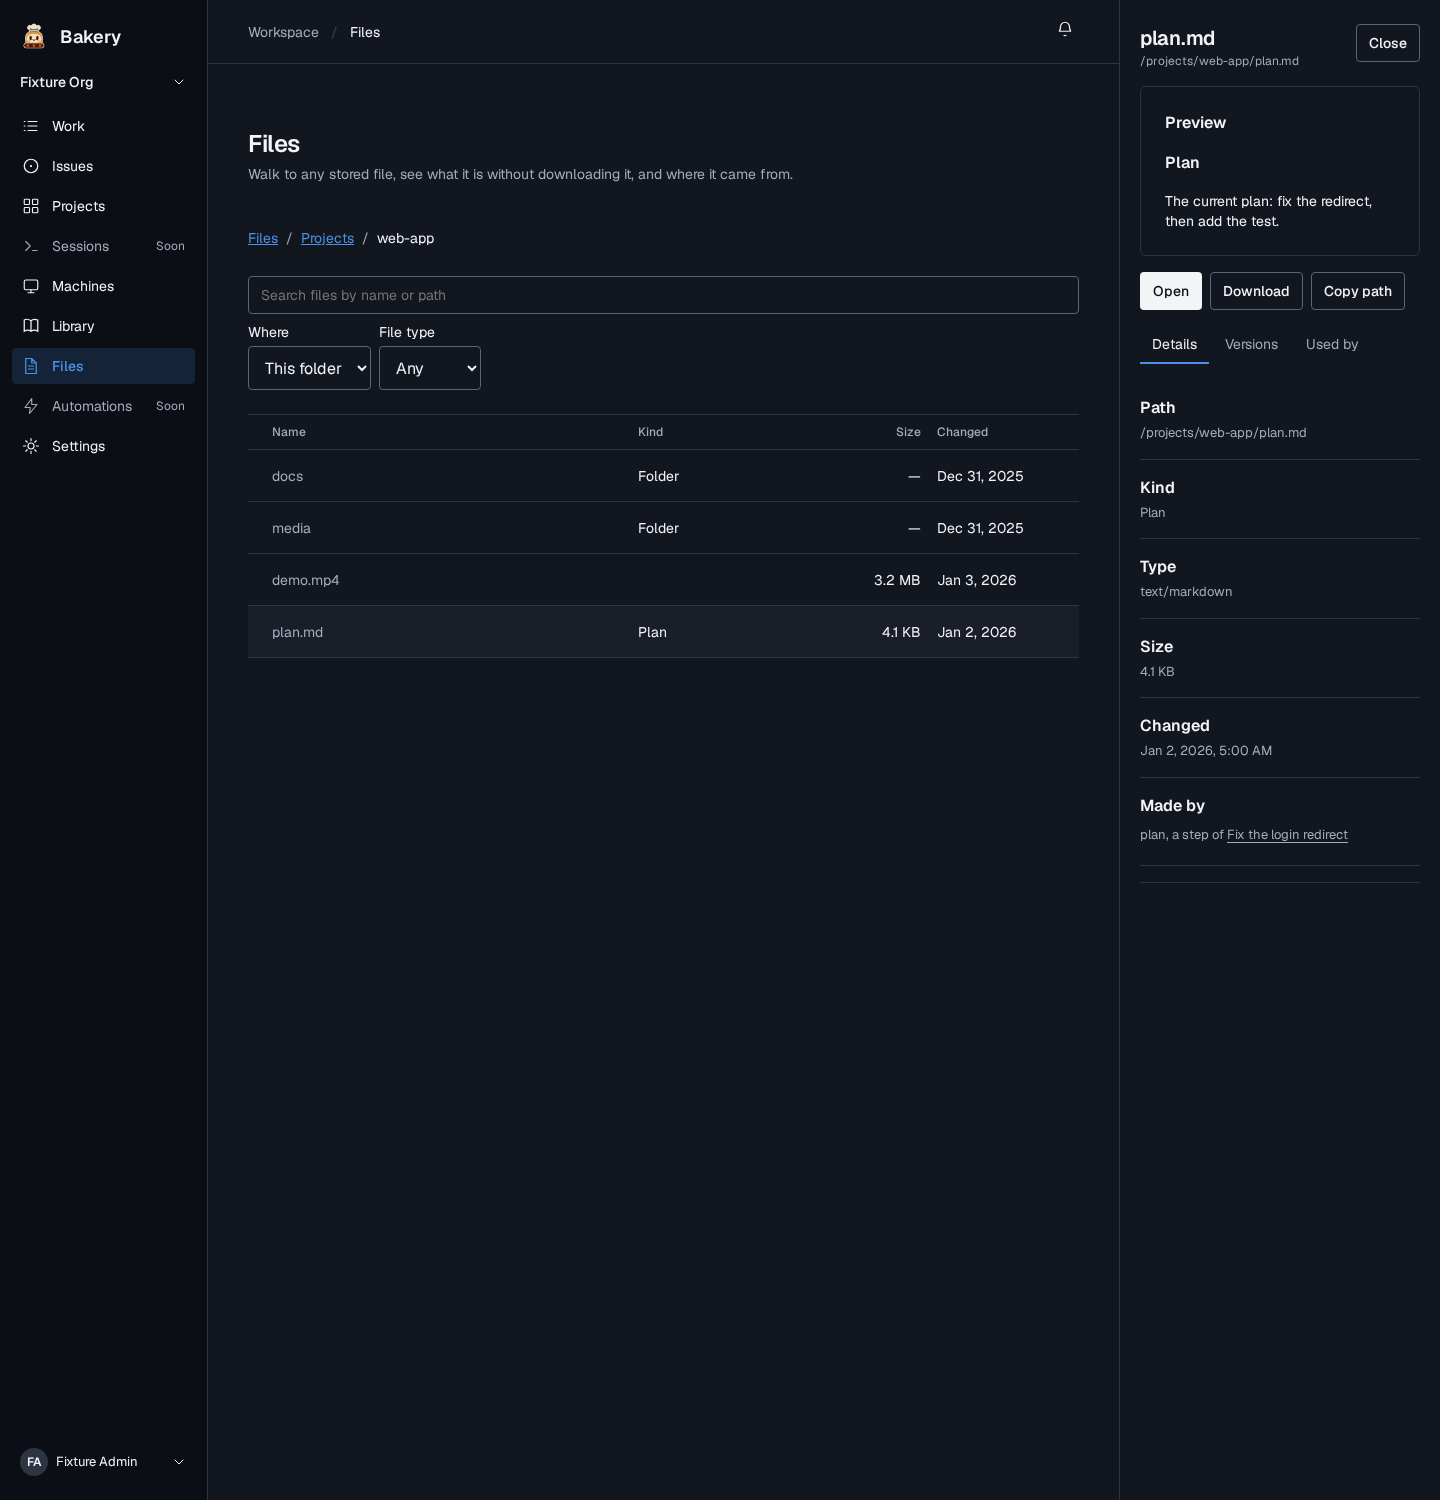 Bakery
Fixture Org
Work
Issues
Projects
Sessions Soon
Machines
Library
Files
Automations Soon
Settings
FA Fixture Admin
Workspace / Files
Files
Walk to any stored file, see what it is without downloading it, and where it came from.
Files / Projects / web-app
Search files by name or path
Where File type
This folder Any
Name Kind Size Changed
docs Folder — Dec 31, 2025
media Folder — Dec 31, 2025
demo.mp4 3.2 MB Jan 3, 2026
plan.md Plan 4.1 KB Jan 2, 2026
plan.md
Close
/projects/web-app/plan.md
Preview
Plan
The current plan: fix the redirect,
then add the test.
Open Download Copy path
Details Versions Used by
Path
/projects/web-app/plan.md
Kind
Plan
Type
text/markdown
Size
4.1 KB
Changed
Jan 2, 2026, 5:00 AM
Made by
plan, a step of Fix the login redirect